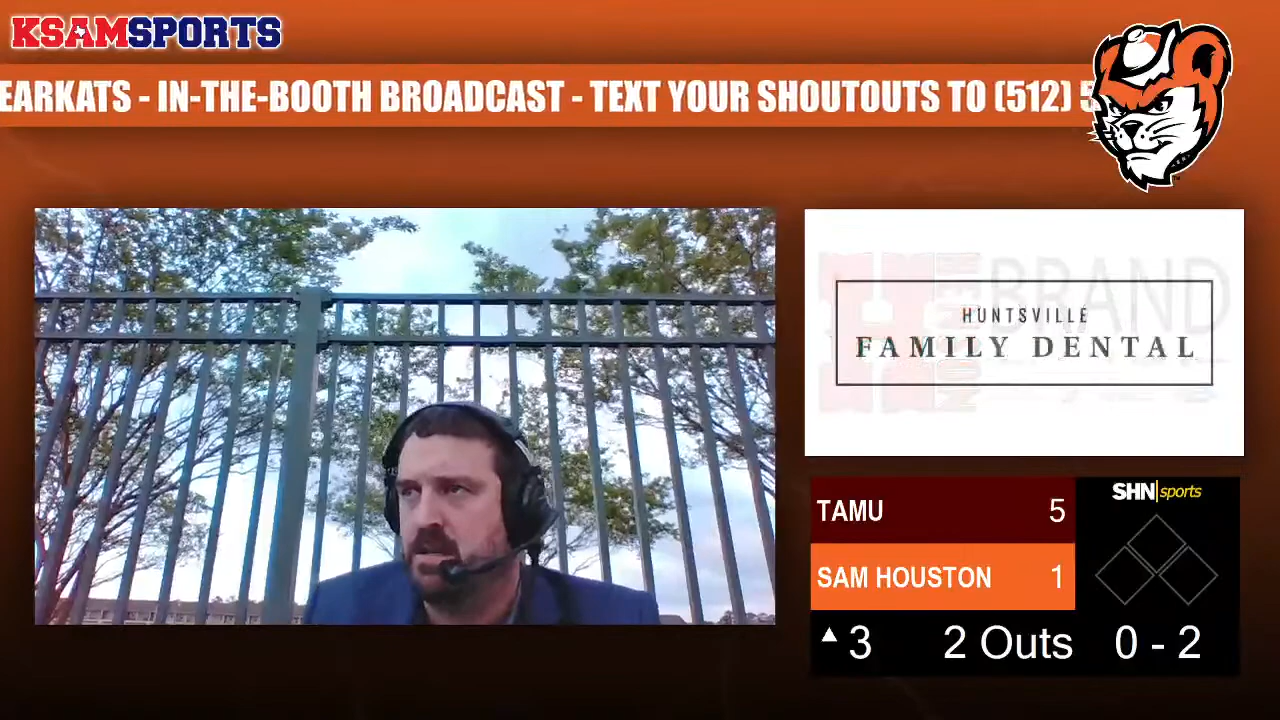 KSAMSPORTS
EARKATS - IN-THE-BOOTH BROADCAST - TEXT YOUR SHOUTOUTS TO (512) 5
BRAND
HUNTSVILLE
FAMILY DENTAL
SHN|sports
TAMU 5
SAM HOUSTON 1
▲ 3 2 Outs 0 - 2